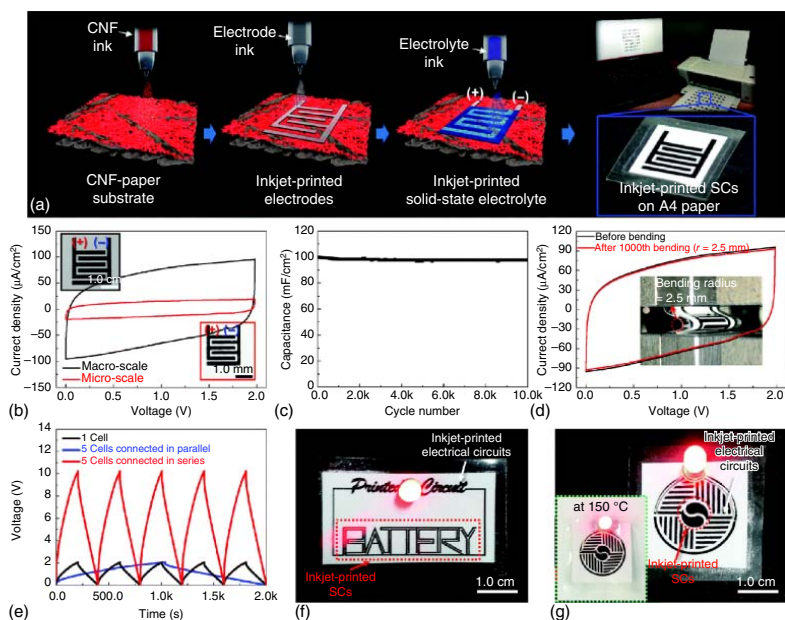 CNF
ink
Electrode
ink
Electrolyte
ink
(+)
(−)
CNF-paper
substrate
Inkjet-printed
electrodes
Inkjet-printed
solid-state electrolyte
Inkjet-printed SCs
on A4 paper
(a)
Currect density (µA/cm²)
150
100
50
0
−50
−100
−150
(+) (−)
1.0 cm
(+) (−)
1.0 mm
Macro-scale
Micro-scale
0.0 0.5 1.0 1.5 2.0
Voltage (V)
(b)
Capacitance (mF/cm²)
150
100
50
0
0.0 2.0k 4.0k 6.0k 8.0k 10.0k
Cycle number
(c)
Currect density (µA/cm²)
120
90
60
30
0
−30
−60
−90
−120
Before bending
After 1000th bending (r = 2.5 mm)
Bending radius
= 2.5 mm
0.0 0.5 1.0 1.5 2.0
Voltage (V)
(d)
Voltage (V)
14
12
10
8
6
4
2
0
1 Cell
5 Cells connected in parallel
5 Cells connected in series
0.0 500.0 1.0k 1.5k 2.0k
Time (s)
(e)
Inkjet-printed
electrical circuits
Printed Circuit
BATTERY
Inkjet-printed
SCs
1.0 cm
(f)
Inkjet-printed
electrical
circuits
at 150 °C
Inkjet-printed
SCs
1.0 cm
(g)